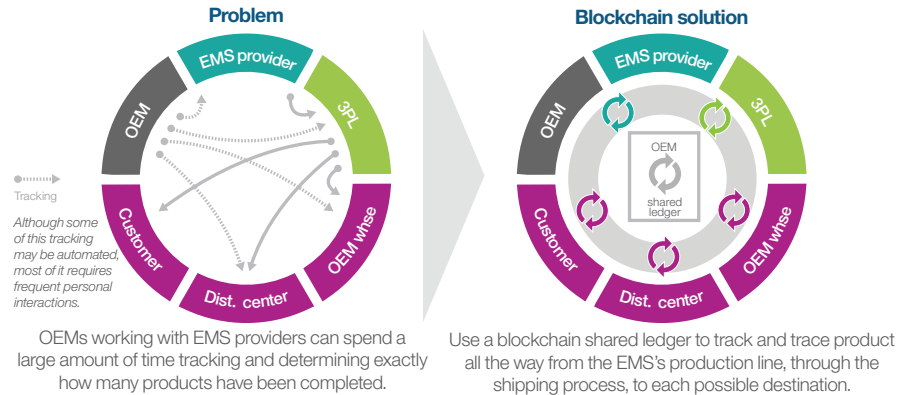 Problem
EMS provider
3PL
OEM
OEM whse
Dist. center
Customer
Tracking
Although some
of this tracking
may be automated,
most of it requires
frequent personal
interactions.
OEMs working with EMS providers can spend a
large amount of time tracking and determining exactly
how many products have been completed.
Blockchain solution
EMS provider
3PL
OEM
OEM whse
Dist. center
Customer
OEM
shared
ledger
Use a blockchain shared ledger to track and trace product
all the way from the EMS's production line, through the
shipping process, to each possible destination.